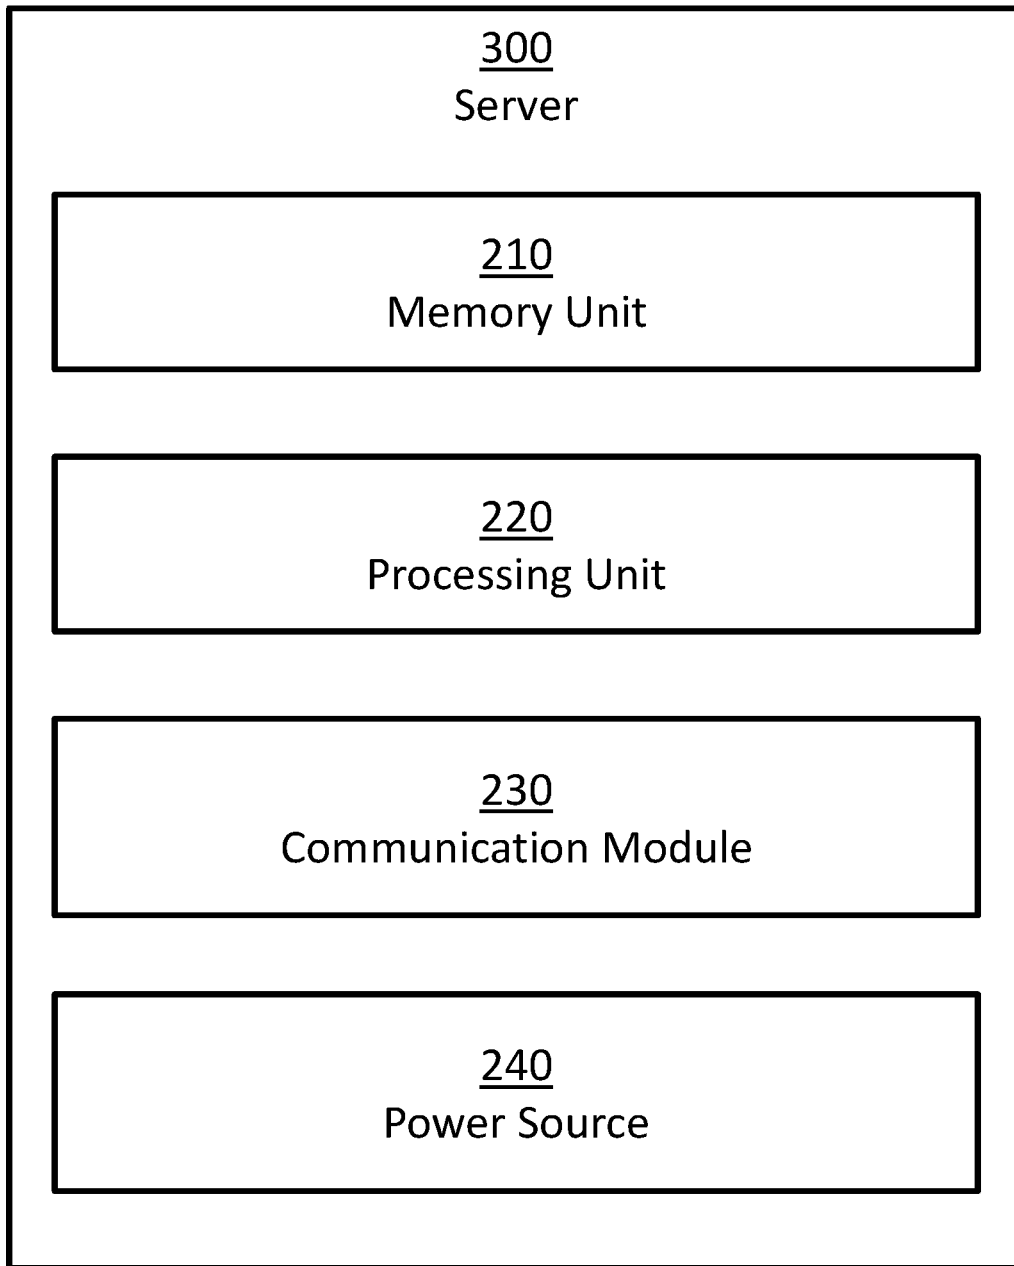 300
Server
210
Memory Unit
220
Processing Unit
230
Communication Module
240
Power Source